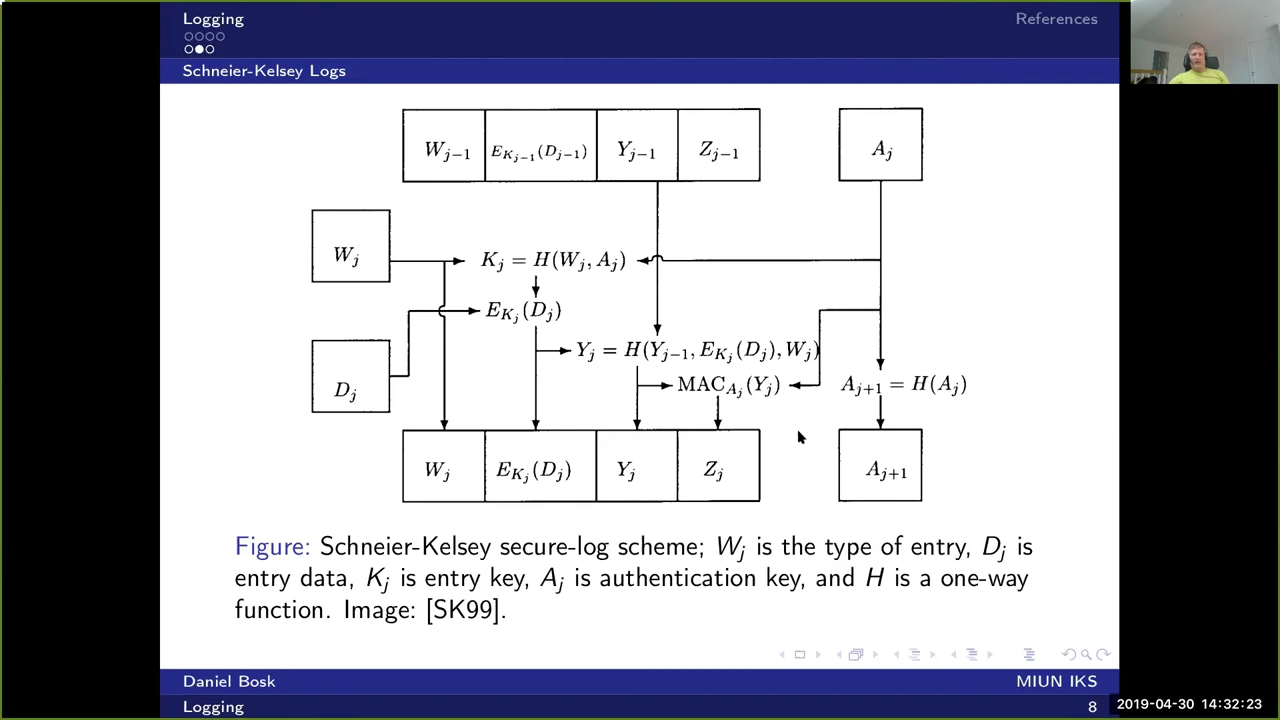 Logging
References
Schneier-Kelsey Logs
W_{j−1} E_{K_{j−1}}(D_{j−1}) Y_{j−1} Z_{j−1} A_j
W_j
K_j = H(W_j, A_j)
E_{K_j}(D_j)
Y_j = H(Y_{j−1}, E_{K_j}(D_j), W_j)
D_j
MAC_{A_j}(Y_j) A_{j+1} = H(A_j)
W_j E_{K_j}(D_j) Y_j Z_j A_{j+1}
Figure: Schneier-Kelsey secure-log scheme; W_j is the type of entry, D_j is
entry data, K_j is entry key, A_j is authentication key, and H is a one-way
function. Image: [SK99].
Daniel Bosk
MIUN IKS
Logging
8
2019-04-30 14:32:23